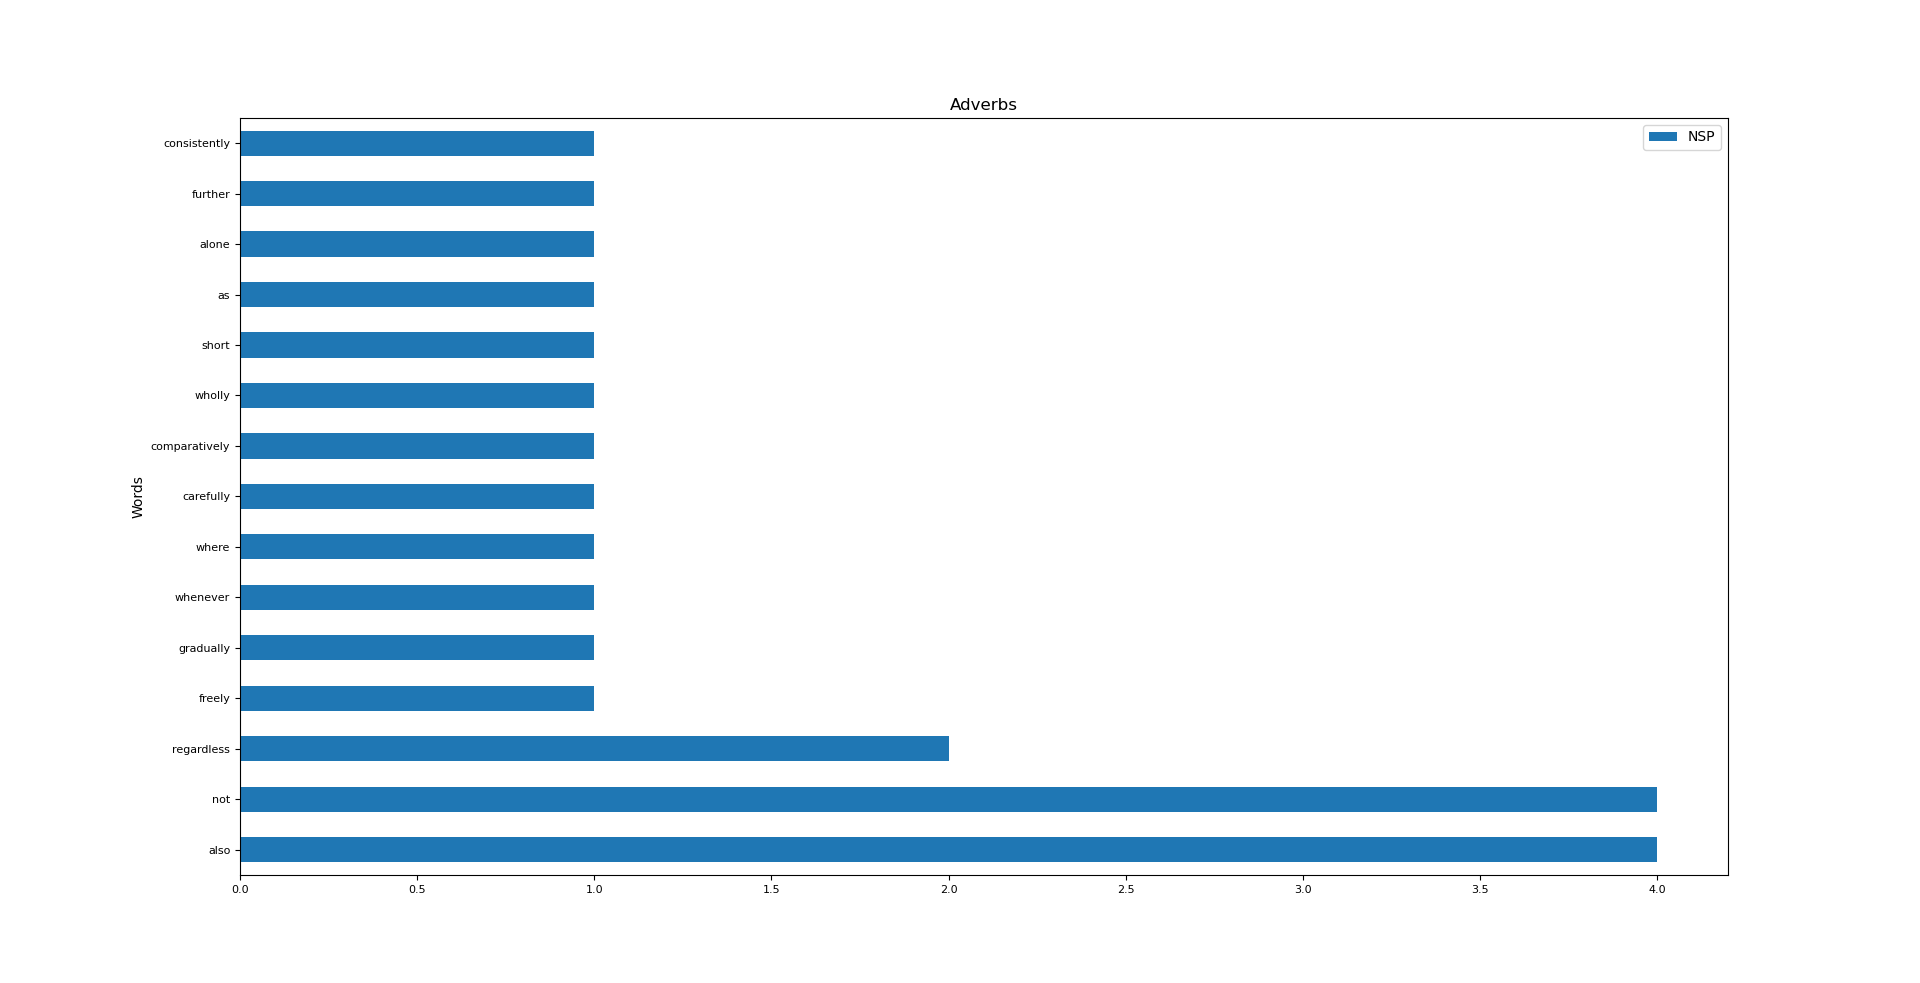 Adverbs
NSP
consistently
further
alone
as
short
wholly
comparatively
carefully
where
whenever
gradually
freely
regardless
not
also
Words
0.0 0.5 1.0 1.5 2.0 2.5 3.0 3.5 4.0